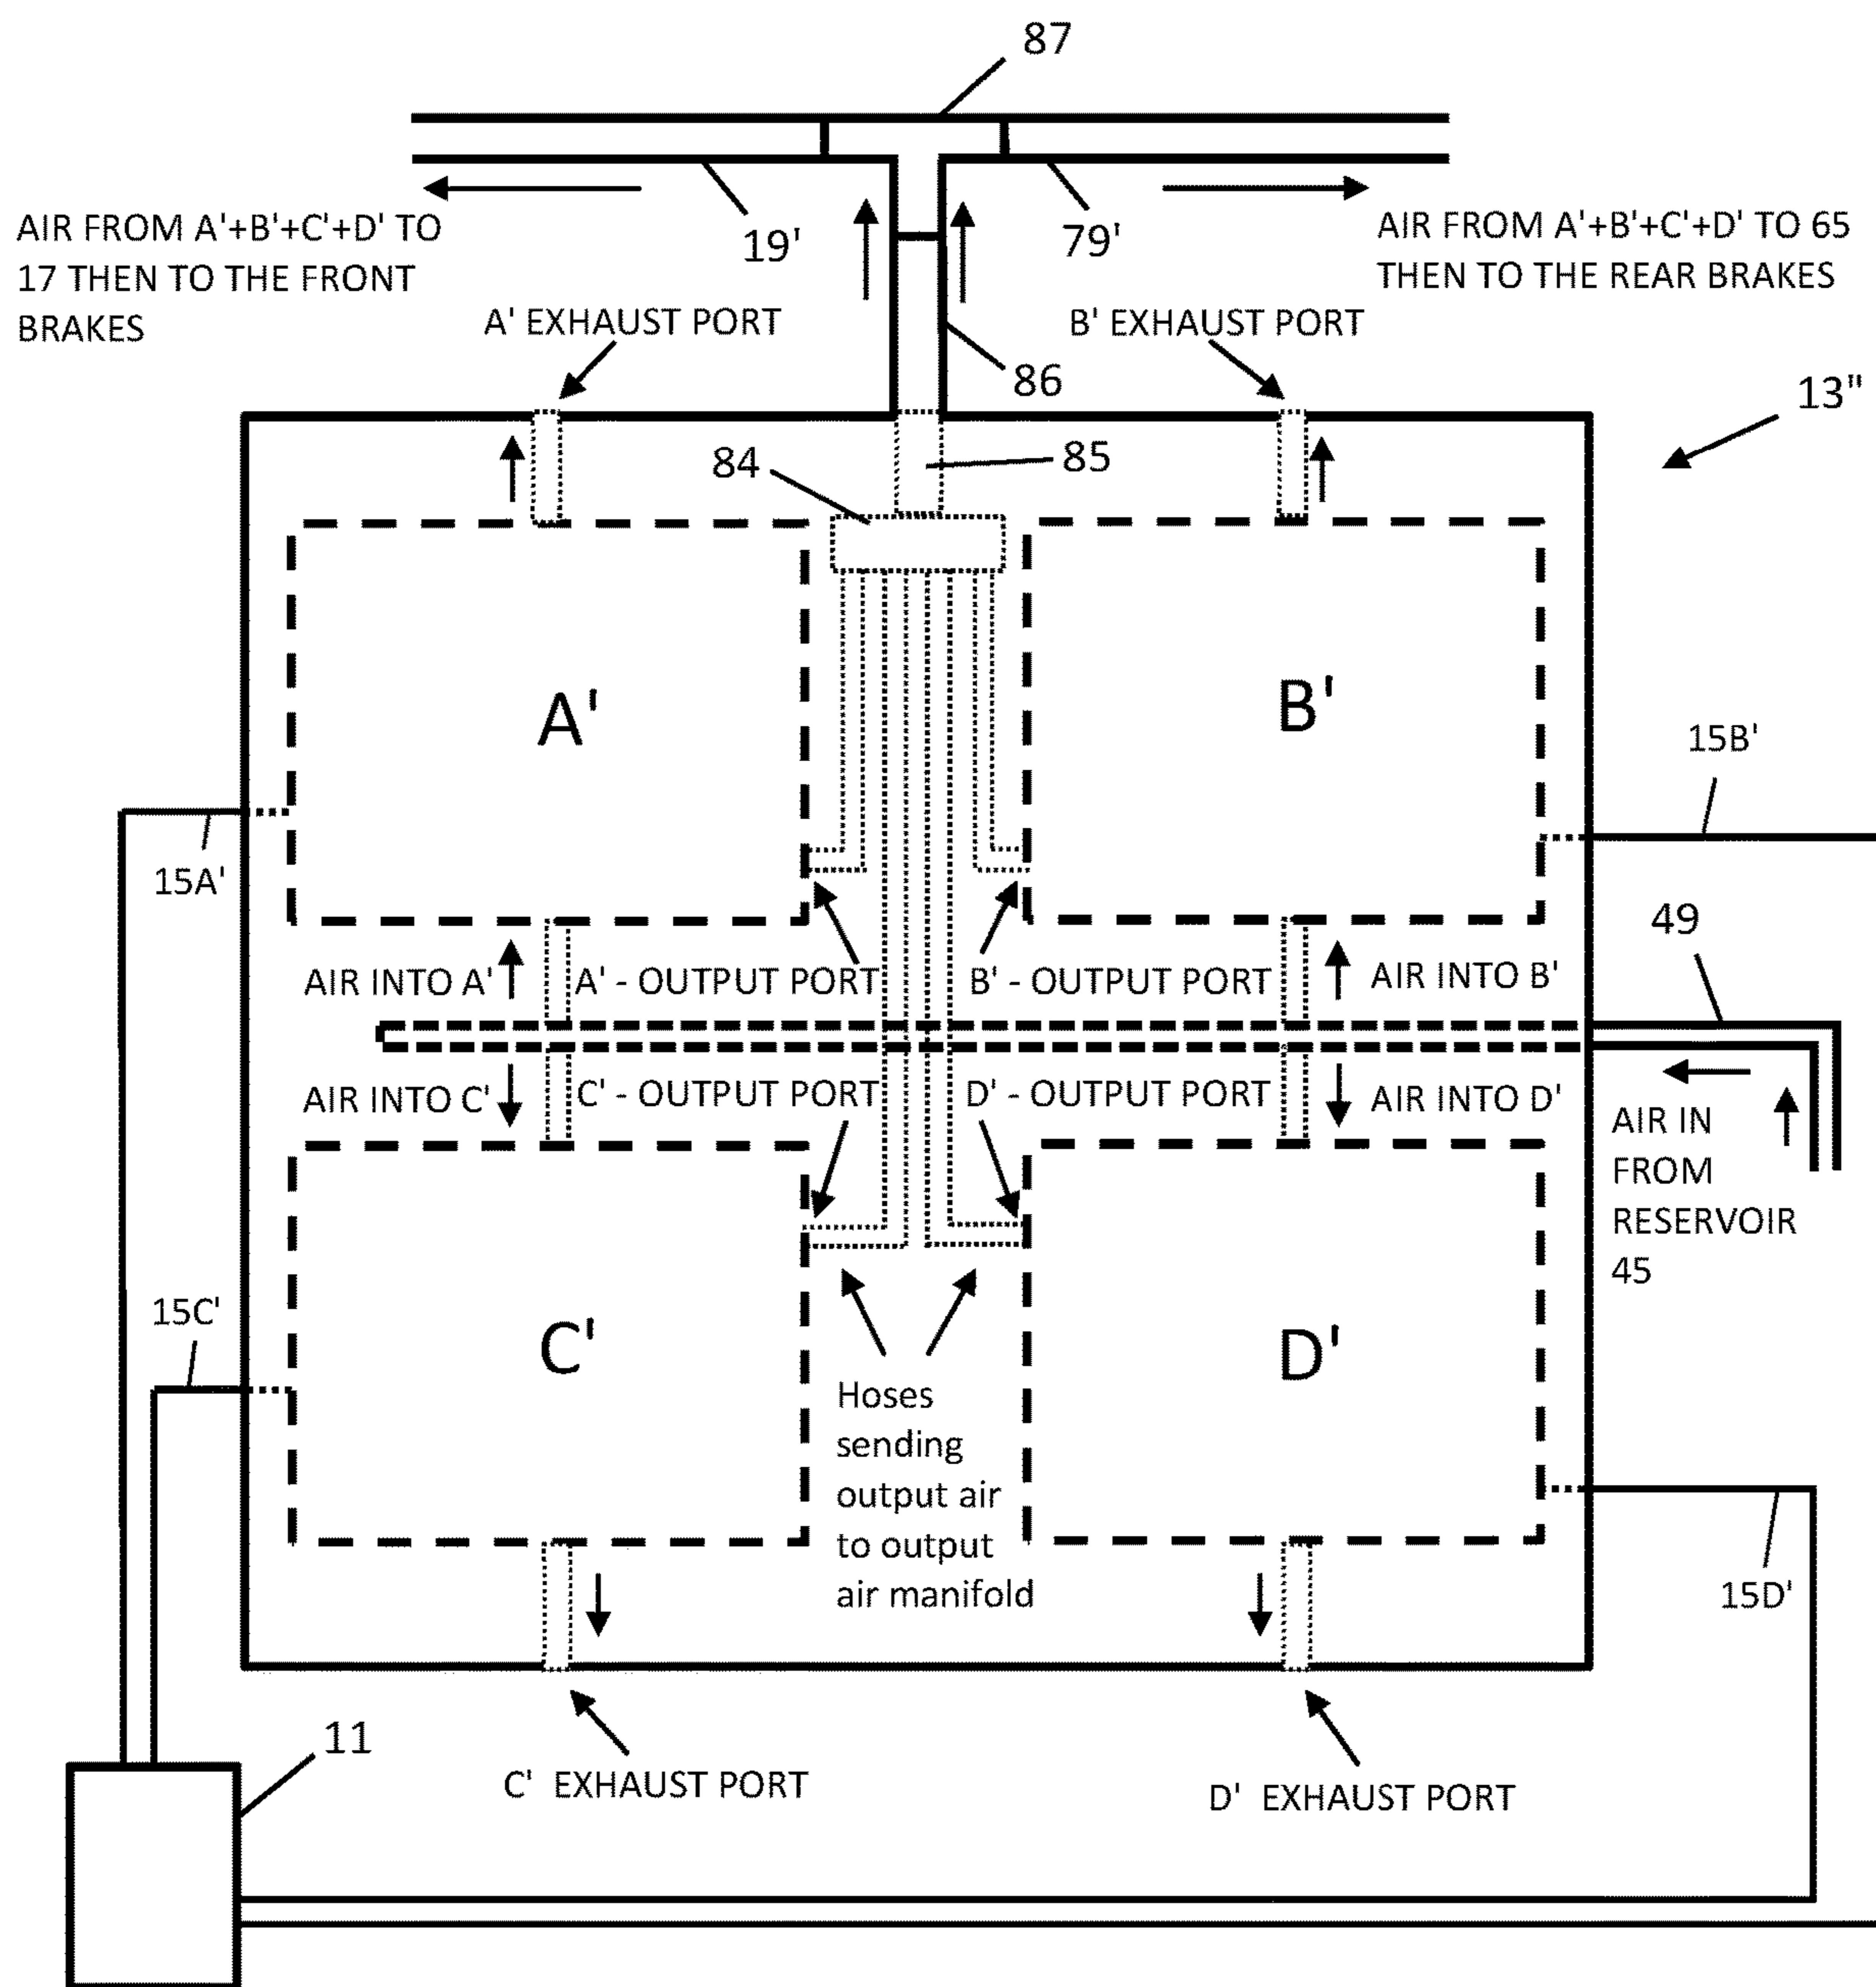 87
AIR FROM A'+B'+C'+D' TO
17 THEN TO THE FRONT
BRAKES
19'
79'
AIR FROM A'+B'+C'+D' TO 65
THEN TO THE REAR BRAKES
A' EXHAUST PORT
B' EXHAUST PORT
86
13"
84
85
A'
B'
15A'
15B'
49
AIR INTO A'
A' - OUTPUT PORT
B' - OUTPUT PORT
AIR INTO B'
AIR INTO C'
C' - OUTPUT PORT
D' - OUTPUT PORT
AIR INTO D'
AIR IN
FROM
RESERVOIR
45
15C'
C'
D'
Hoses
sending
output air
to output
air manifold
15D'
11
C' EXHAUST PORT
D' EXHAUST PORT